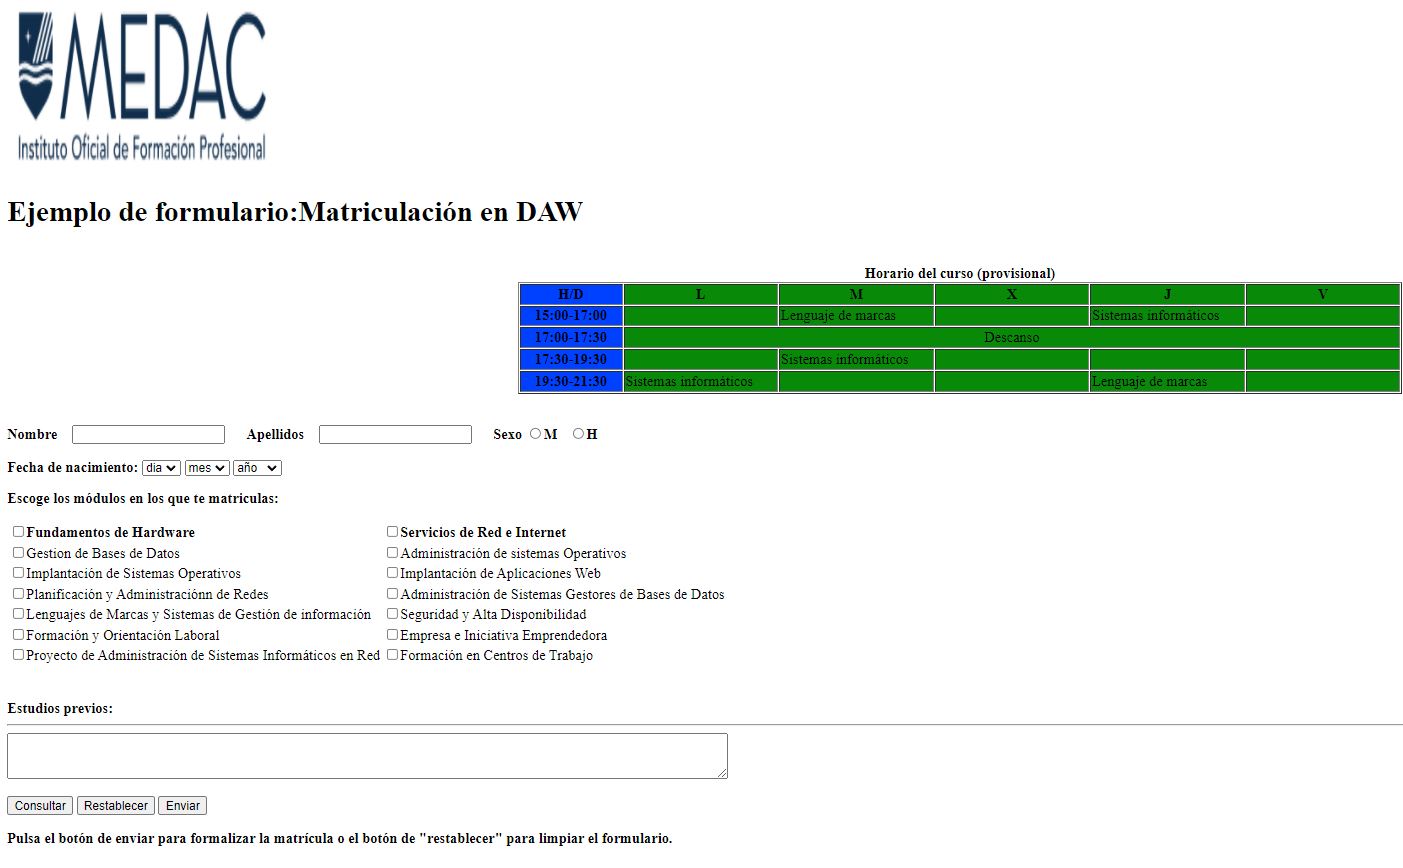 MEDAC
Instituto Oficial de Formación Profesional
Ejemplo de formulario:Matriculación en DAW
Horario del curso (provisional)
H/D L M X J V
15:00-17:00 Lenguaje de marcas Sistemas informáticos
17:00-17:30 Descanso
17:30-19:30 Sistemas informáticos
19:30-21:30 Sistemas informáticos Lenguaje de marcas
Nombre Apellidos Sexo M H
Fecha de nacimiento: dia mes año
Escoge los módulos en los que te matriculas:
Fundamentos de Hardware Servicios de Red e Internet
Gestion de Bases de Datos Administración de sistemas Operativos
Implantación de Sistemas Operativos Implantación de Aplicaciones Web
Planificación y Administraciónn de Redes Administración de Sistemas Gestores de Bases de Datos
Lenguajes de Marcas y Sistemas de Gestión de información Seguridad y Alta Disponibilidad
Formación y Orientación Laboral Empresa e Iniciativa Emprendedora
Proyecto de Administración de Sistemas Informáticos en Red Formación en Centros de Trabajo
Estudios previos:
Consultar Restablecer Enviar
Pulsa el botón de enviar para formalizar la matrícula o el botón de "restablecer" para limpiar el formulario.